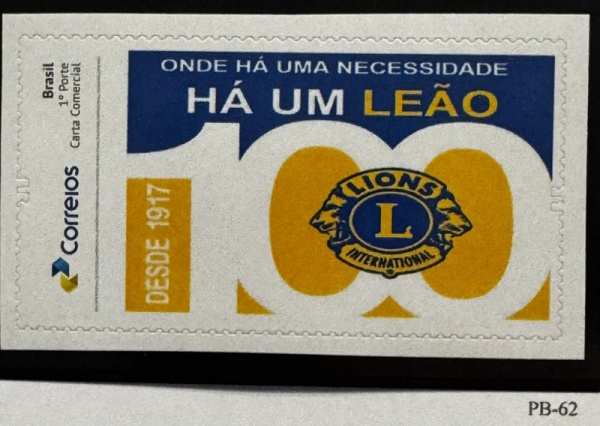 Brasil
1º Porte
Carta Comercial
Correios
ONDE HÁ UMA NECESSIDADE
HÁ UM LEÃO
100
DESDE 1917
LIONS
L
INTERNATIONAL
PB-62